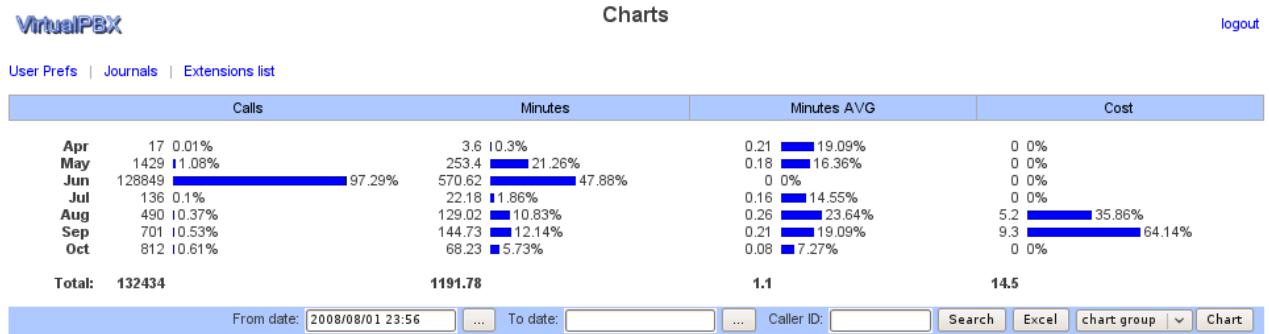 VirtualPBX
Charts
logout
User Prefs | Journals | Extensions list
Calls Minutes Minutes AVG Cost
Apr 17 0.01% 3.6 0.3% 0.21 19.09% 0 0%
May 1429 1.08% 253.4 21.26% 0.18 16.36% 0 0%
Jun 128849 97.29% 570.62 47.88% 0 0% 0 0%
Jul 136 0.1% 22.18 1.86% 0.16 14.55% 0 0%
Aug 490 0.37% 129.02 10.83% 0.26 23.64% 5.2 35.86%
Sep 701 0.53% 144.73 12.14% 0.21 19.09% 9.3 64.14%
Oct 812 0.61% 68.23 5.73% 0.08 7.27% 0 0%
Total: 132434 1191.78 1.1 14.5
From date: 2008/08/01 23:56 ... To date: ... Caller ID: Search Excel chart group Chart